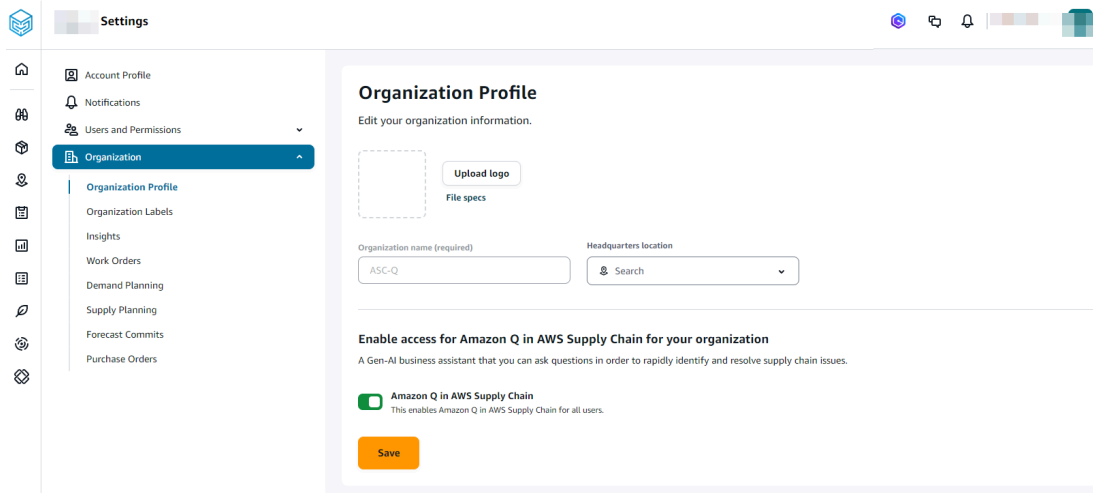 Settings
Account Profile
Notifications
Users and Permissions
Organization
Organization Profile
Organization Labels
Insights
Work Orders
Demand Planning
Supply Planning
Forecast Commits
Purchase Orders
Organization Profile
Edit your organization information.
Upload logo
File specs
Organization name (required)
ASC-Q
Headquarters location
Search
Enable access for Amazon Q in AWS Supply Chain for your organization
A Gen-AI business assistant that you can ask questions in order to rapidly identify and resolve supply chain issues.
Amazon Q in AWS Supply Chain
This enables Amazon Q in AWS Supply Chain for all users.
Save